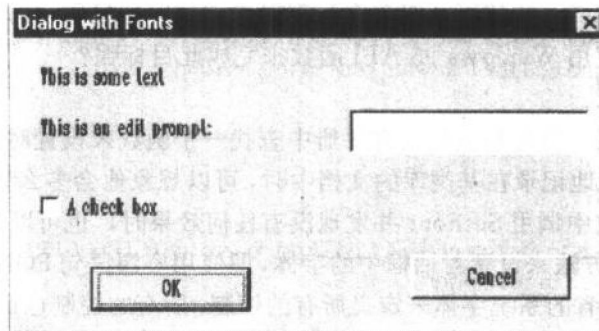 Dialog with Fonts
This is some text
This is an edit prompt:
A check box
OK
Cancel